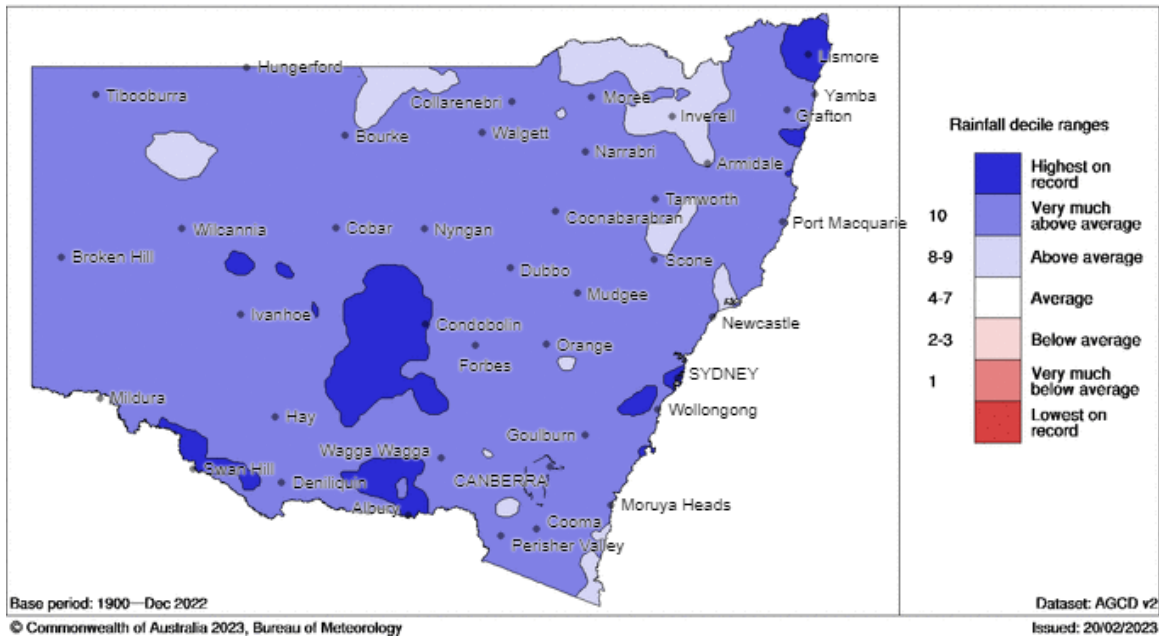 Hungerford
Lismore
Tibooburra
Yamba
Collarenebri
Moree
Grafton
Inverell
Bourke
Walgett
Narrabri
Armidale
Tamworth
Coonabarabran
Port Macquarie
Wilcannia
Cobar
Nyngan
Broken Hill
Scone
Dubbo
Mudgee
Ivanhoe
Newcastle
Condobolin
Orange
Forbes
SYDNEY
Mildura
Wollongong
Hay
Goulburn
Wagga Wagga
Swan Hill
CANBERRA
Deniliquin
Albury
Moruya Heads
Cooma
Perisher Valley
Rainfall decile ranges
Highest on
record
10 Very much
above average
8-9 Above average
4-7 Average
2-3 Below average
1 Very much
below average
Lowest on
record
Base period: 1900—Dec 2022
Dataset: AGCD v2
© Commonwealth of Australia 2023, Bureau of Meteorology
Issued: 20/02/2023